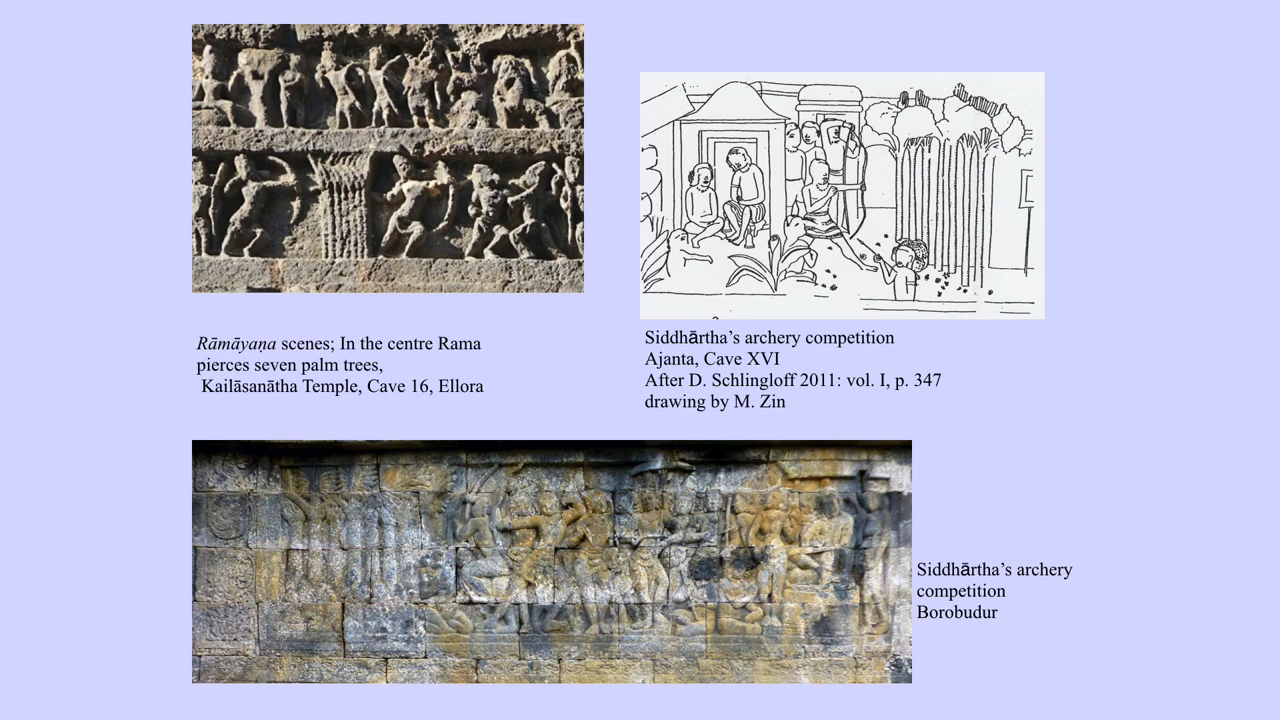 Rāmāyaṇa scenes; In the centre Rama
pierces seven palm trees,
Kailāsanātha Temple, Cave 16, Ellora
Siddhārtha’s archery competition
Ajanta, Cave XVI
After D. Schlingloff 2011: vol. I, p. 347
drawing by M. Zin
Siddhārtha’s archery
competition
Borobudur